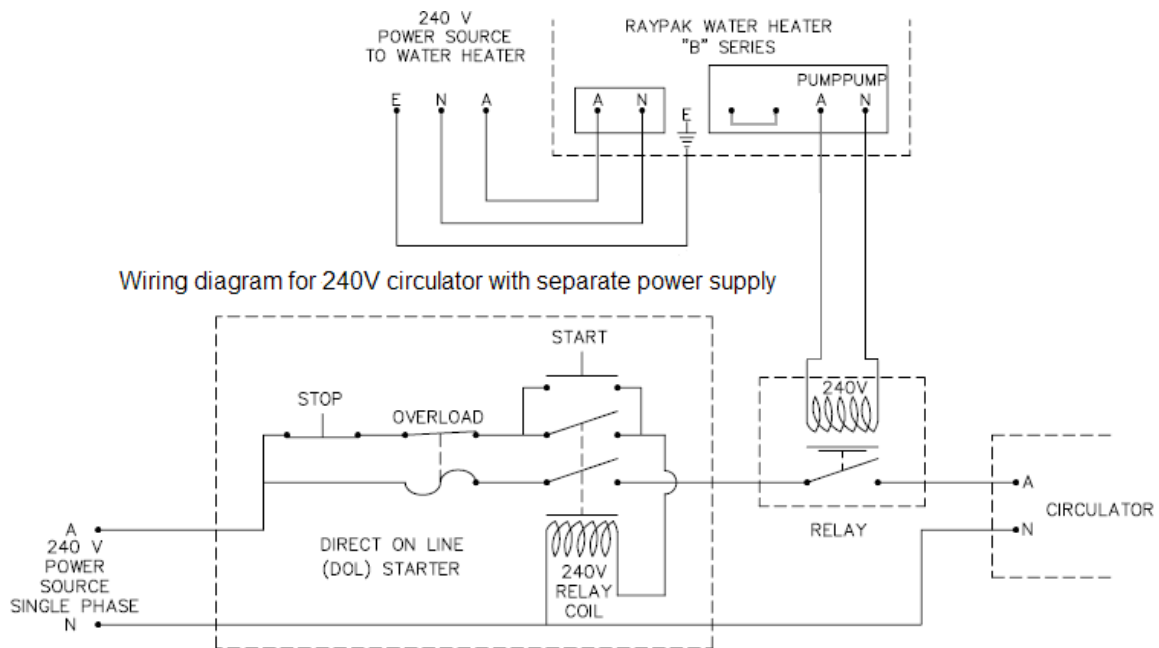 240 V
POWER SOURCE
TO WATER HEATER
RAYPAK WATER HEATER
"B" SERIES
PUMP PUMP
E N A
A N
E
A N
Wiring diagram for 240V circulator with separate power supply
START
STOP
OVERLOAD
240V
A
240 V
POWER
SOURCE
SINGLE PHASE
N
DIRECT ON LINE
(DOL) STARTER
240V
RELAY
COIL
RELAY
A
CIRCULATOR
N